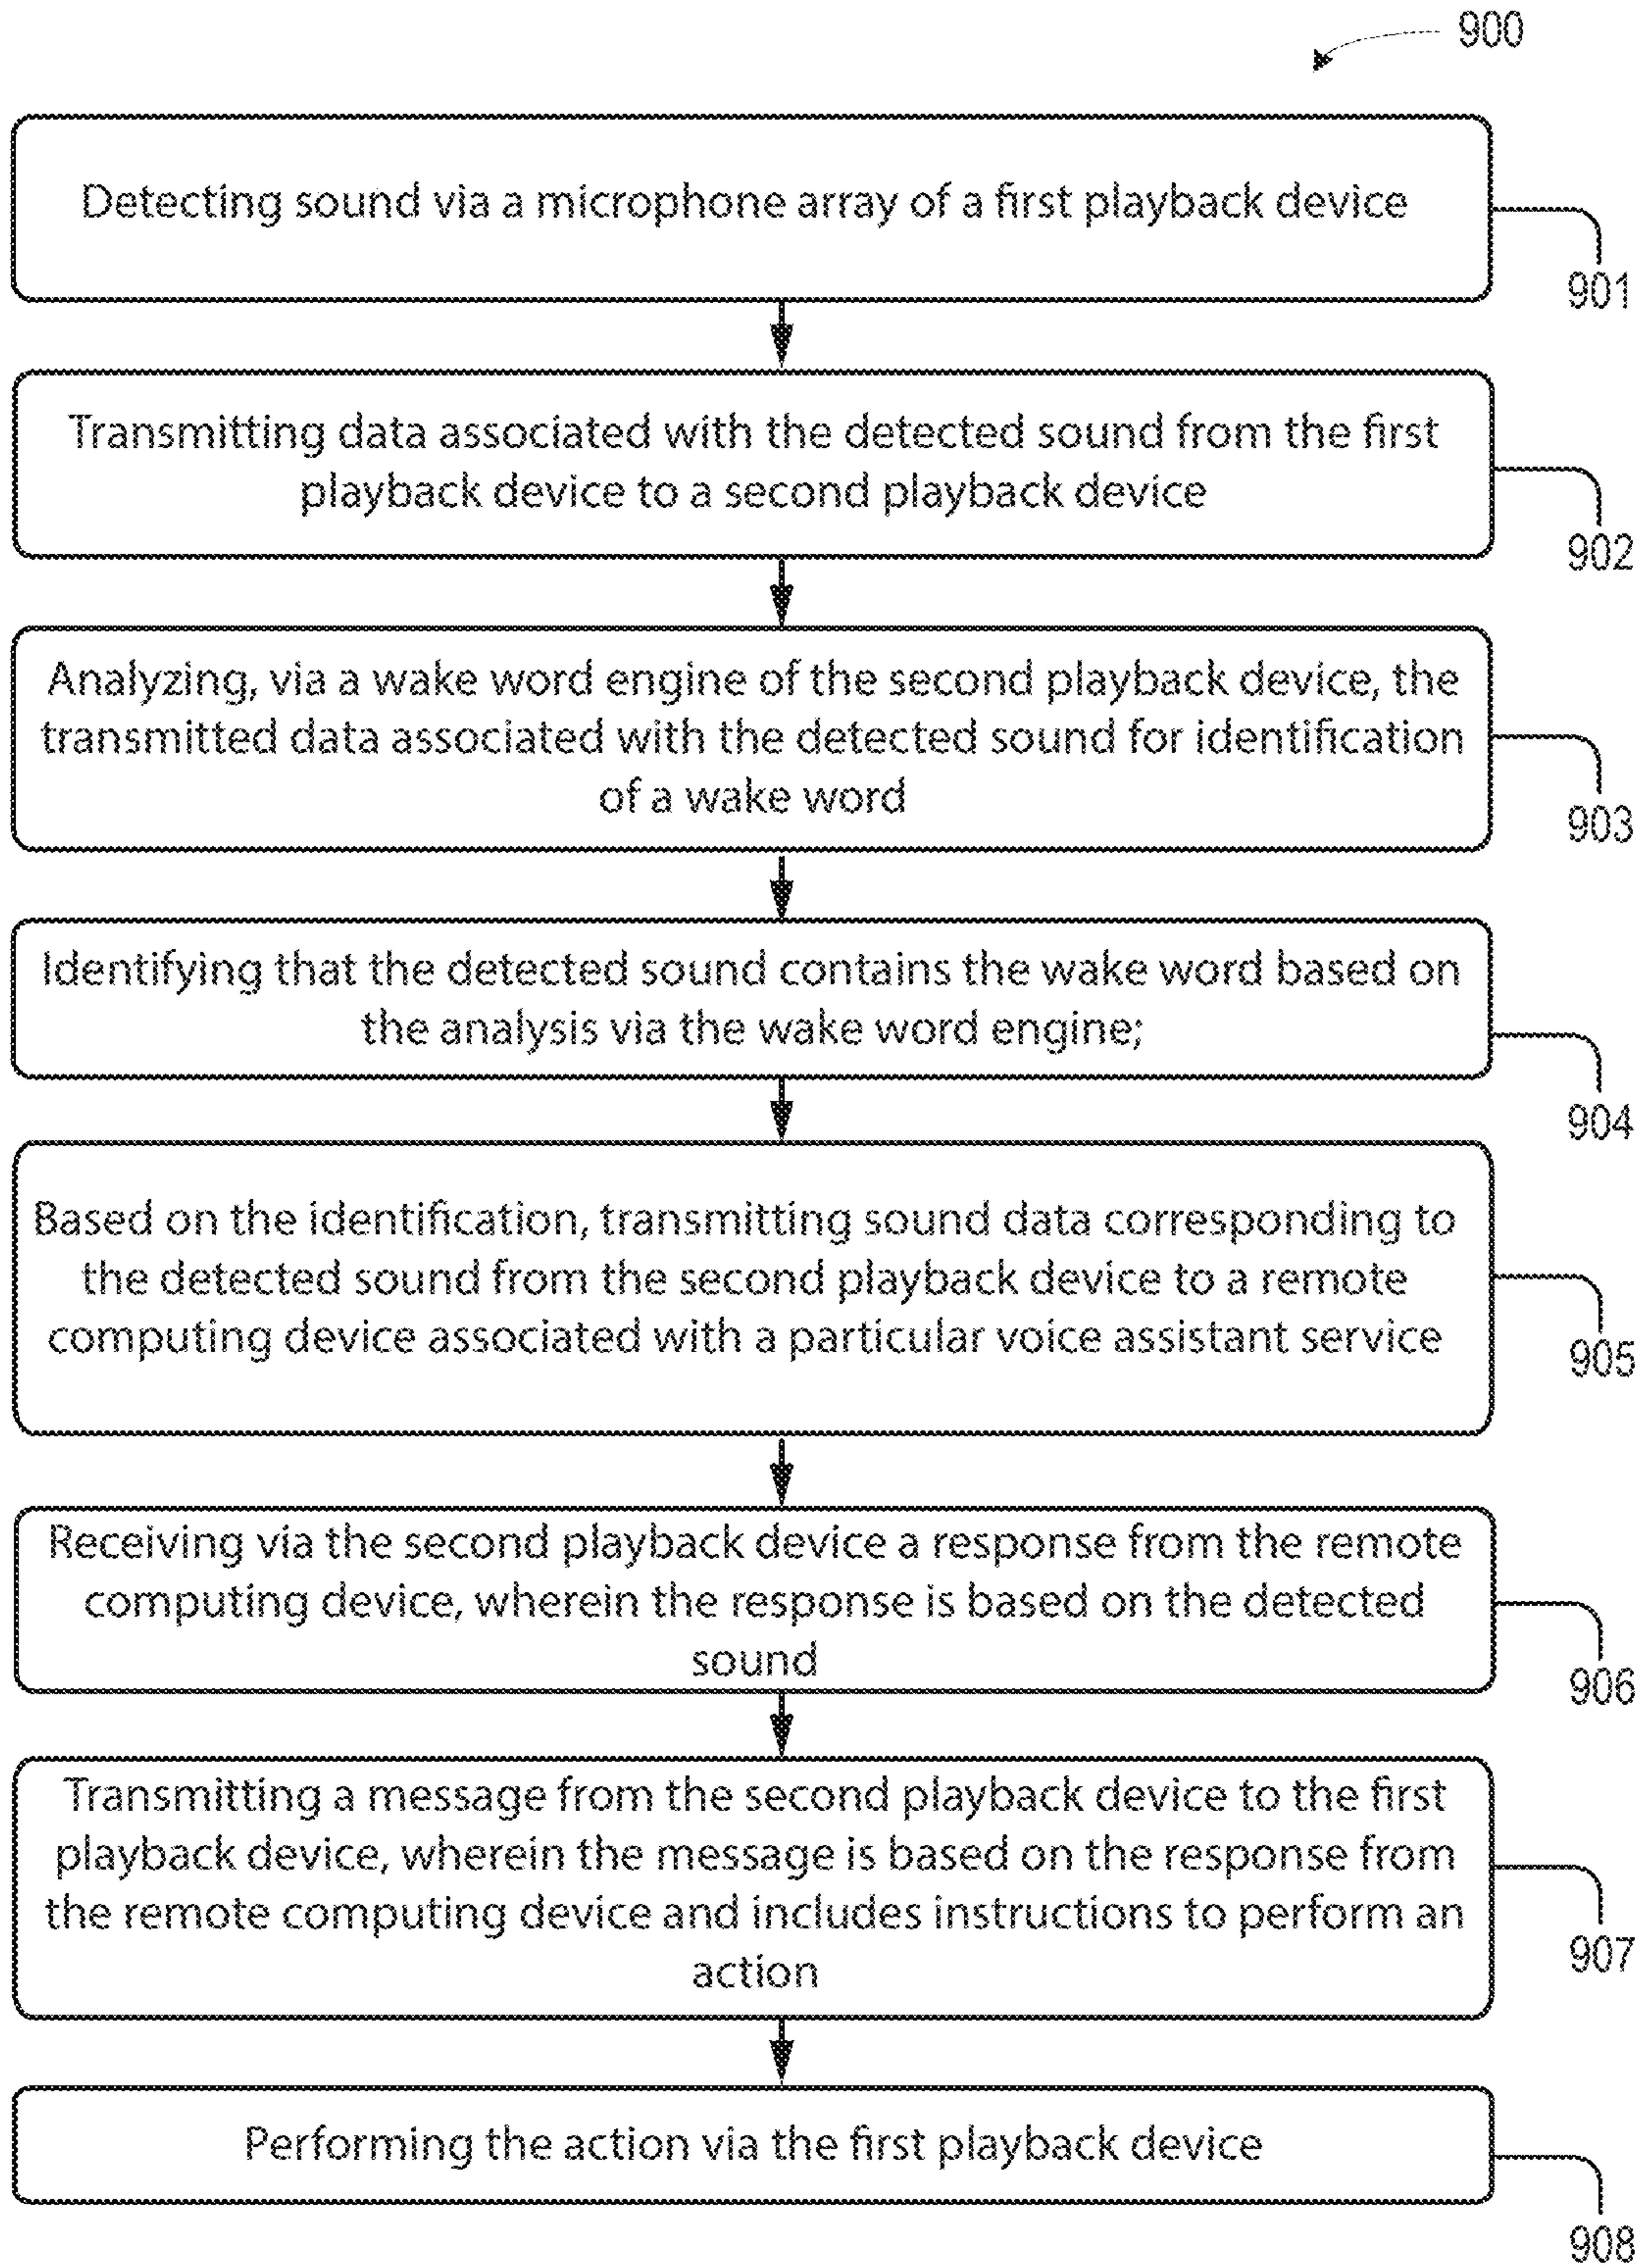 900
Detecting sound via a microphone array of a first playback device
901
Transmitting data associated with the detected sound from the first
playback device to a second playback device
902
Analyzing, via a wake word engine of the second playback device, the
transmitted data associated with the detected sound for identification
of a wake word
903
Identifying that the detected sound contains the wake word based on
the analysis via the wake word engine;
904
Based on the identification, transmitting sound data corresponding to
the detected sound from the second playback device to a remote
computing device associated with a particular voice assistant service
905
Receiving via the second playback device a response from the remote
computing device, wherein the response is based on the detected
sound
906
Transmitting a message from the second playback device to the first
playback device, wherein the message is based on the response from
the remote computing device and includes instructions to perform an
action
907
Performing the action via the first playback device
908